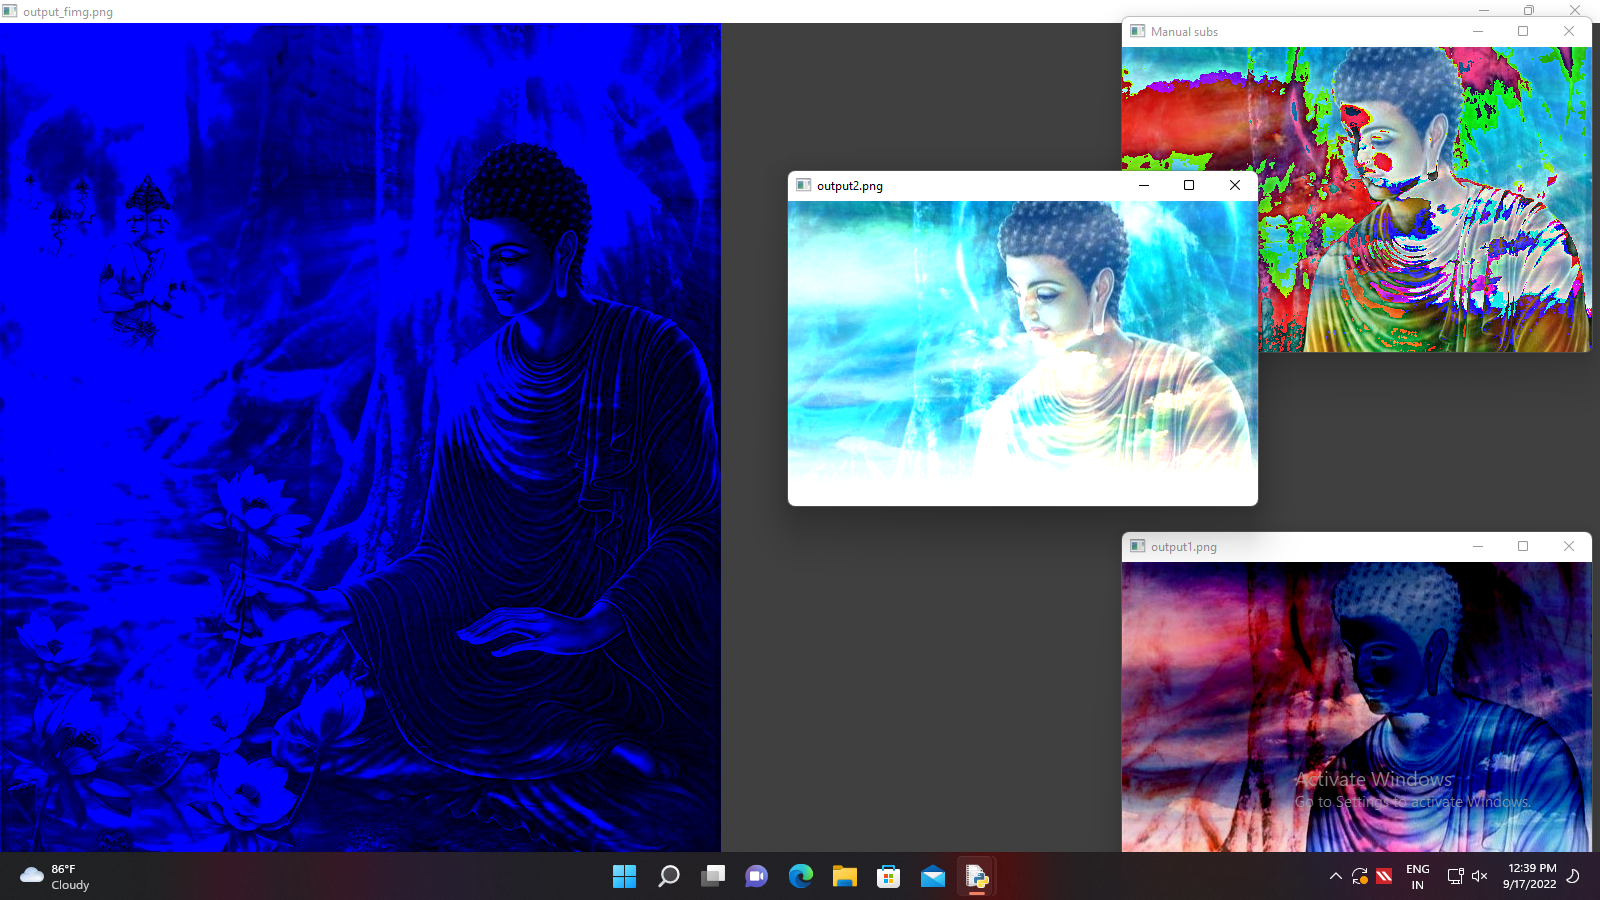 output_fimg.png
Manual subs
output2.png
output1.png
Activate Windows
Go to Settings to activate Windows.
86°F
Cloudy
ENG
IN
12:39 PM
9/17/2022